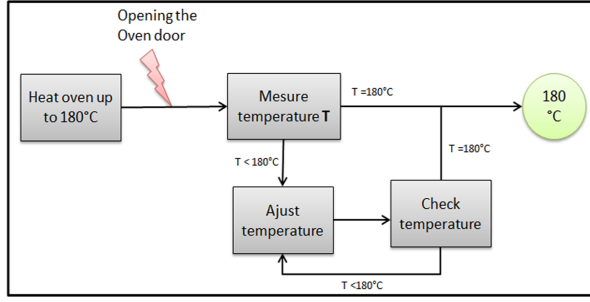 Opening the
Oven door
Heat oven up
to 180°C
Mesure
temperature T
T =180°C
180
°C
T < 180°C
T =180°C
Ajust
temperature
Check
temperature
T <180°C